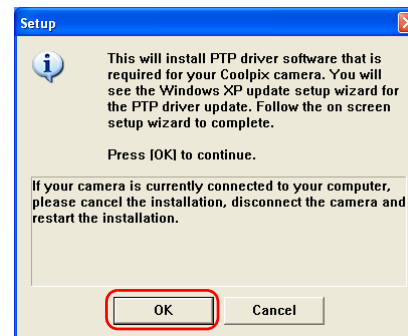 Setup
This will install PTP driver software that is
required for your Coolpix camera. You will
see the Windows XP update setup wizard for
the PTP driver update. Follow the on screen
setup wizard to complete.
Press [OK] to continue.
If your camera is currently connected to your computer,
please cancel the installation, disconnect the camera and
restart the installation.
OK
Cancel